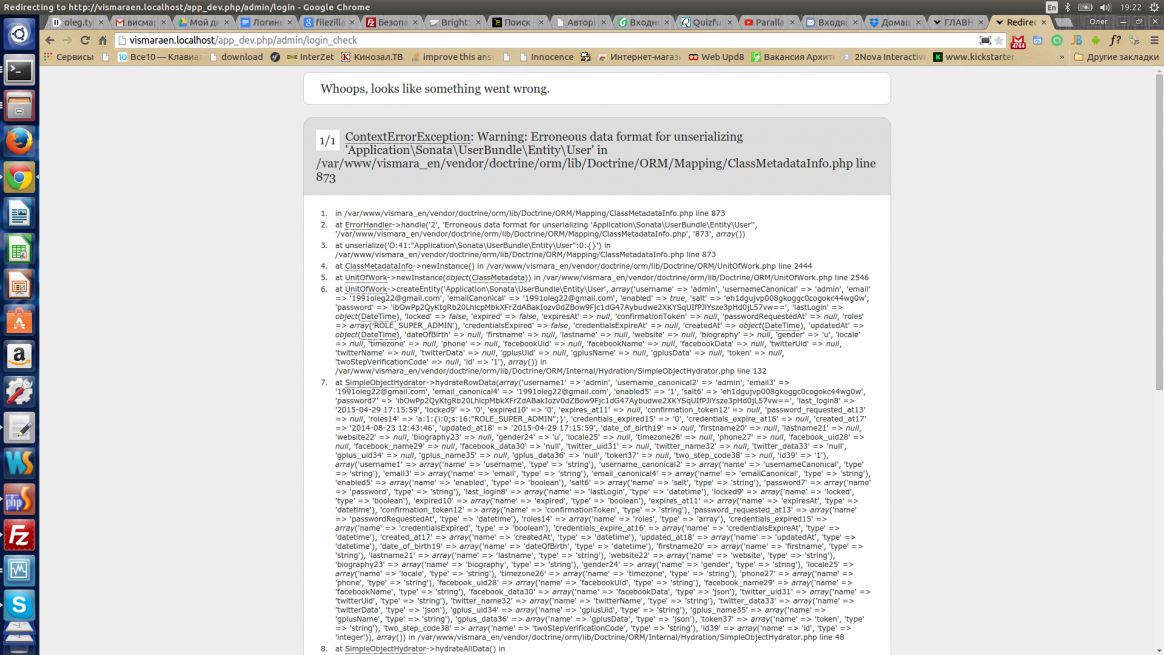 Redirecting to http://vismaraen.localhost/app_dev.php/admin/login - Google Chrome
En
19:22
oleg.ty
висмар
Мой д
Логинь
filezilla
Безопа
BrightS
Поиск
Автори
Входян
Quizfu
Paralla
Входя
Домац
ГЛАВН
Redirec
Олег
vismaraen.localhost/app_dev.php/admin/login_check
4764
Сервисы
Все10 — Клавиат
download
InterZet
Кинозал.ТВ
improve this ans
Innocence
Интернет-магаз
Web Upd8
Вакансия Архит
2Nova Interactive
www.kickstarter.
»
Другие закладки
Whoops, looks like something went wrong.
1/1
ContextErrorException: Warning: Erroneous data format for unserializing
'Application\Sonata\UserBundle\Entity\User' in
/var/www/vismara_en/vendor/doctrine/orm/lib/Doctrine/ORM/Mapping/ClassMetadataInfo.php line
873
1. in /var/www/vismara_en/vendor/doctrine/orm/lib/Doctrine/ORM/Mapping/ClassMetadataInfo.php line 873
2. at ErrorHandler->handle('2', 'Erroneous data format for unserializing 'Application\Sonata\UserBundle\Entity\User'',
'/var/www/vismara_en/vendor/doctrine/orm/lib/Doctrine/ORM/Mapping/ClassMetadataInfo.php', '873', array())
3. at unserialize('O:41:"Application\Sonata\UserBundle\Entity\User":0:{}') in
/var/www/vismara_en/vendor/doctrine/orm/lib/Doctrine/ORM/Mapping/ClassMetadataInfo.php line 873
4. at ClassMetadataInfo->newInstance() in /var/www/vismara_en/vendor/doctrine/orm/lib/Doctrine/ORM/UnitOfWork.php line 2444
5. at UnitOfWork->newInstance(object(ClassMetadata)) in /var/www/vismara_en/vendor/doctrine/orm/lib/Doctrine/ORM/UnitOfWork.php line 2546
6. at UnitOfWork->createEntity('Application\Sonata\UserBundle\Entity\User', array('username' => 'admin', 'usernameCanonical' => 'admin', 'email' =>
'1991oleg22@gmail.com', 'emailCanonical' => '1991oleg22@gmail.com', 'enabled' => true, 'salt' => 'eh1dgujvp008gkoggc0cogokc44wg0w',
'password' => 'ibOwPp2QyKtgRb20LhlcpMbkXFrZdABakIozv0dZBow9Fjc1dG47Aybudwe2XKYSqUIfPJlYsze3pHd0jL57vw==', 'lastLogin' =>
object(DateTime), 'locked' => false, 'expired' => false, 'expiresAt' => null, 'confirmationToken' => null, 'passwordRequestedAt' => null, 'roles'
=> array('ROLE_SUPER_ADMIN'), 'credentialsExpired' => false, 'credentialsExpireAt' => null, 'createdAt' => object(DateTime), 'updatedAt' =>
object(DateTime), 'dateOfBirth' => null, 'firstname' => null, 'lastname' => null, 'website' => null, 'biography' => null, 'gender' => 'u', 'locale'
=> null, 'timezone' => null, 'phone' => null, 'facebookUid' => null, 'facebookName' => null, 'facebookData' => null, 'twitterUid' => null,
'twitterName' => null, 'twitterData' => null, 'gplusUid' => null, 'gplusName' => null, 'gplusData' => null, 'token' => null,
'twoStepVerificationCode' => null, 'id' => '1'), array()) in
/var/www/vismara_en/vendor/doctrine/orm/lib/Doctrine/ORM/Internal/Hydration/SimpleObjectHydrator.php line 132
7. at SimpleObjectHydrator->hydrateRowData(array('username1' => 'admin', 'username_canonical2' => 'admin', 'email3' =>
'1991oleg22@gmail.com', 'email_canonical4' => '1991oleg22@gmail.com', 'enabled5' => '1', 'salt6' => 'eh1dgujvp008gkoggc0cogokc44wg0w',
'password7' => 'ibOwPp2QyKtgRb20LhlcpMbkXFrZdABakIozv0dZBow9Fjc1dG47Aybudwe2XKYSqUIfPJlYsze3pHd0jL57vw==', 'last_login8' =>
'2015-04-29 17:15:59', 'locked9' => '0', 'expired10' => '0', 'expires_at11' => null, 'confirmation_token12' => null, 'password_requested_at13'
=> null, 'roles14' => 'a:1:{i:0;s:16:"ROLE_SUPER_ADMIN";}', 'credentials_expired15' => '0', 'credentials_expire_at16' => null, 'created_at17'
=> '2014-08-23 12:43:46', 'updated_at18' => '2015-04-29 17:15:59', 'date_of_birth19' => null, 'firstname20' => null, 'lastname21' => null,
'website22' => null, 'biography23' => null, 'gender24' => 'u', 'locale25' => null, 'timezone26' => null, 'phone27' => null, 'facebook_uid28' =>
null, 'facebook_name29' => null, 'facebook_data30' => 'null', 'twitter_uid31' => null, 'twitter_name32' => null, 'twitter_data33' => 'null',
'gplus_uid34' => null, 'gplus_name35' => null, 'gplus_data36' => 'null', 'token37' => null, 'two_step_code38' => null, 'id39' => '1'),
array('username1' => array('name' => 'username', 'type' => 'string'), 'username_canonical2' => array('name' => 'usernameCanonical', 'type'
=> 'string'), 'email3' => array('name' => 'email', 'type' => 'string'), 'email_canonical4' => array('name' => 'emailCanonical', 'type' => 'string'),
'enabled5' => array('name' => 'enabled', 'type' => 'boolean'), 'salt6' => array('name' => 'salt', 'type' => 'string'), 'password7' => array('name'
=> 'password', 'type' => 'string'), 'last_login8' => array('name' => 'lastLogin', 'type' => 'datetime'), 'locked9' => array('name' => 'locked',
'type' => 'boolean'), 'expired10' => array('name' => 'expired', 'type' => 'boolean'), 'expires_at11' => array('name' => 'expiresAt', 'type' =>
'datetime'), 'confirmation_token12' => array('name' => 'confirmationToken', 'type' => 'string'), 'password_requested_at13' => array('name'
=> 'passwordRequestedAt', 'type' => 'datetime'), 'roles14' => array('name' => 'roles', 'type' => 'array'), 'credentials_expired15' =>
array('name' => 'credentialsExpired', 'type' => 'boolean'), 'credentials_expire_at16' => array('name' => 'credentialsExpireAt', 'type' =>
'datetime'), 'created_at17' => array('name' => 'createdAt', 'type' => 'datetime'), 'updated_at18' => array('name' => 'updatedAt', 'type' =>
'datetime'), 'date_of_birth19' => array('name' => 'dateOfBirth', 'type' => 'datetime'), 'firstname20' => array('name' => 'firstname', 'type' =>
'string'), 'lastname21' => array('name' => 'lastname', 'type' => 'string'), 'website22' => array('name' => 'website', 'type' => 'string'),
'biography23' => array('name' => 'biography', 'type' => 'string'), 'gender24' => array('name' => 'gender', 'type' => 'string'), 'locale25' =>
array('name' => 'locale', 'type' => 'string'), 'timezone26' => array('name' => 'timezone', 'type' => 'string'), 'phone27' => array('name' =>
'phone', 'type' => 'string'), 'facebook_uid28' => array('name' => 'facebookUid', 'type' => 'string'), 'facebook_name29' => array('name' =>
'facebookName', 'type' => 'string'), 'facebook_data30' => array('name' => 'facebookData', 'type' => 'json'), 'twitter_uid31' => array('name' =>
'twitterUid', 'type' => 'string'), 'twitter_name32' => array('name' => 'twitterName', 'type' => 'string'), 'twitter_data33' => array('name' =>
'twitterData', 'type' => 'json'), 'gplus_uid34' => array('name' => 'gplusUid', 'type' => 'string'), 'gplus_name35' => array('name' =>
'gplusName', 'type' => 'string'), 'gplus_data36' => array('name' => 'gplusData', 'type' => 'json'), 'token37' => array('name' => 'token', 'type'
=> 'string'), 'two_step_code38' => array('name' => 'twoStepVerificationCode', 'type' => 'string'), 'id39' => array('name' => 'id', 'type' =>
'integer')), array()) in /var/www/vismara_en/vendor/doctrine/orm/lib/Doctrine/ORM/Internal/Hydration/SimpleObjectHydrator.php line 48
8. at SimpleObjectHydrator->hydrateAllData() in